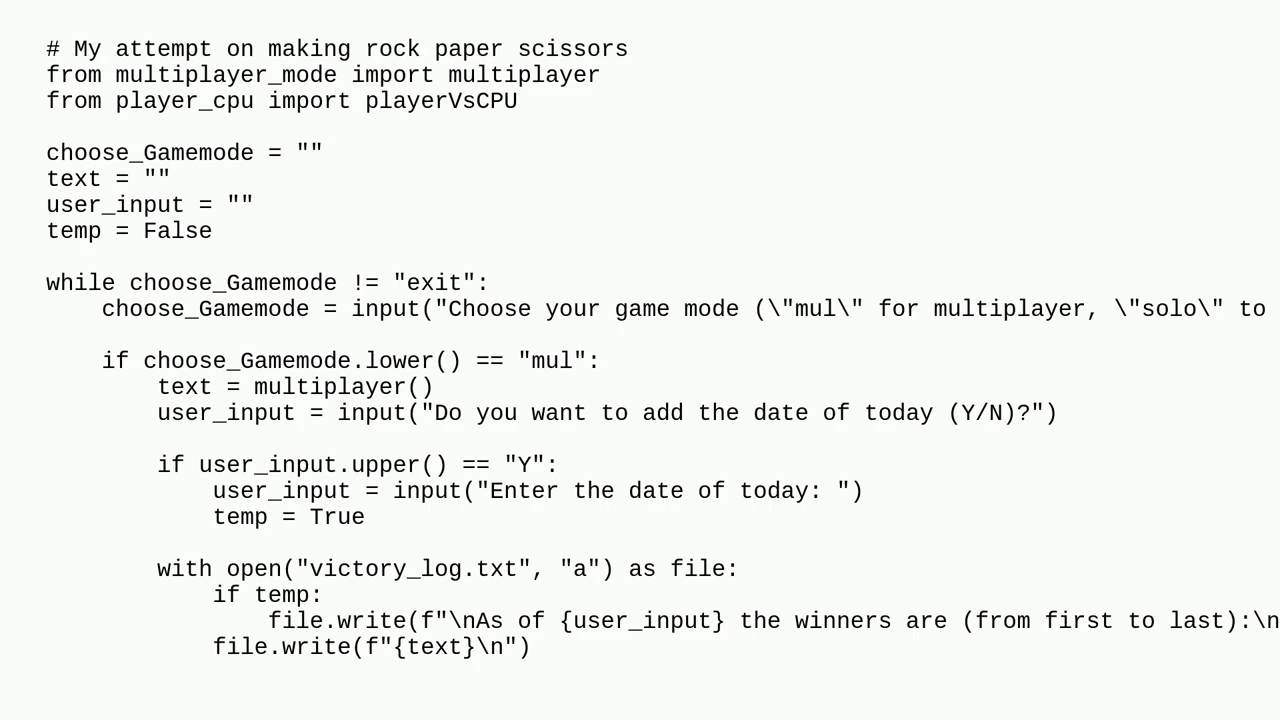 # My attempt on making rock paper scissors
from multiplayer_mode import multiplayer
from player_cpu import playerVsCPU
choose_Gamemode = ""
text = ""
user_input = ""
temp = False
while choose_Gamemode != "exit":
    choose_Gamemode = input("Choose your game mode (\"mul\" for multiplayer, \"solo\" to
    if choose_Gamemode.lower() == "mul":
        text = multiplayer()
        user_input = input("Do you want to add the date of today (Y/N)?")
        if user_input.upper() == "Y":
            user_input = input("Enter the date of today: ")
            temp = True
        with open("victory_log.txt", "a") as file:
            if temp:
                file.write(f"\nAs of {user_input} the winners are (from first to last):\n
            file.write(f"{text}\n")